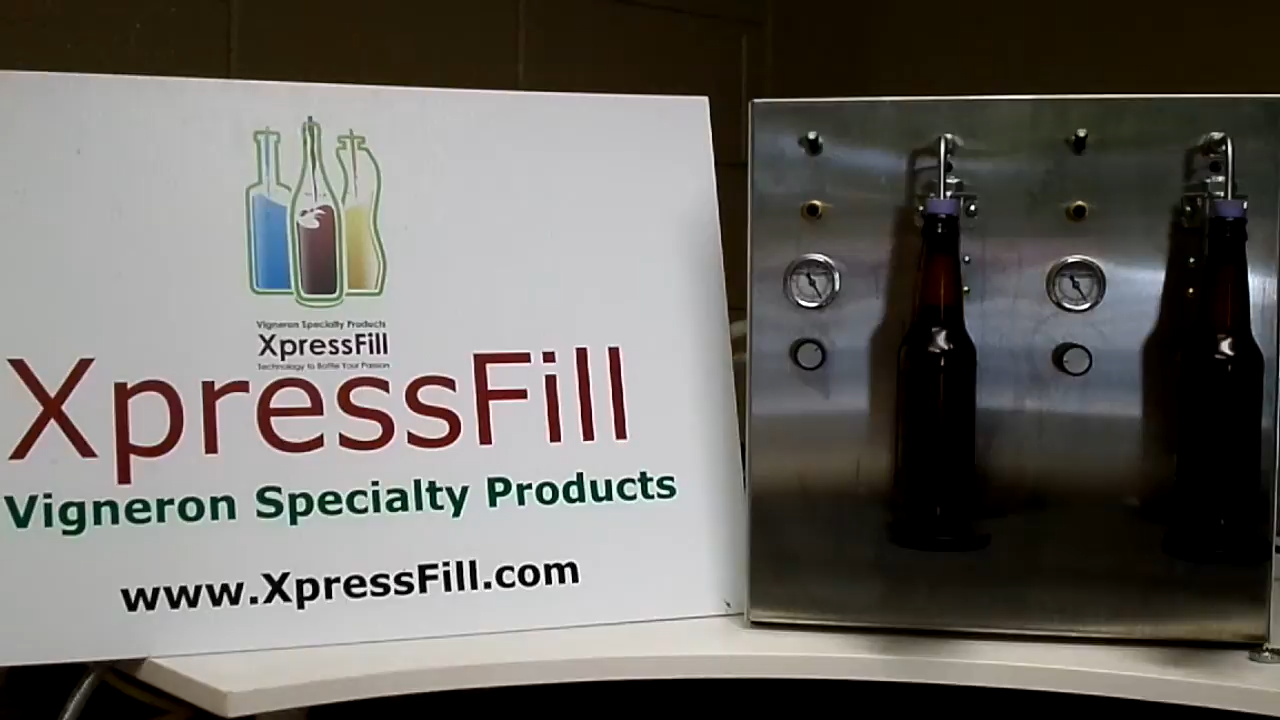 Vigneron Specialty Products
XpressFill
Technology to Bottle Your Passion
XpressFill
Vigneron Specialty Products
www.XpressFill.com